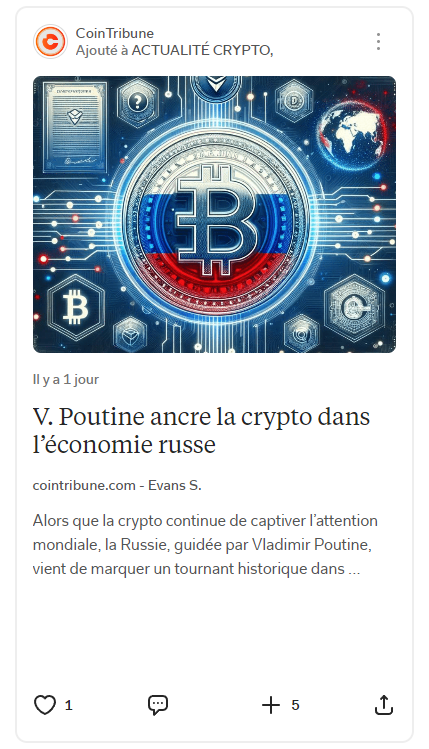 CoinTribune
Ajouté à ACTUALITÉ CRYPTO,
Il y a 1 jour
V. Poutine ancre la crypto dans
l'économie russe
cointribune.com - Evans S.
Alors que la crypto continue de captiver l'attention
mondiale, la Russie, guidée par Vladimir Poutine,
vient de marquer un tournant historique dans ...
1
5